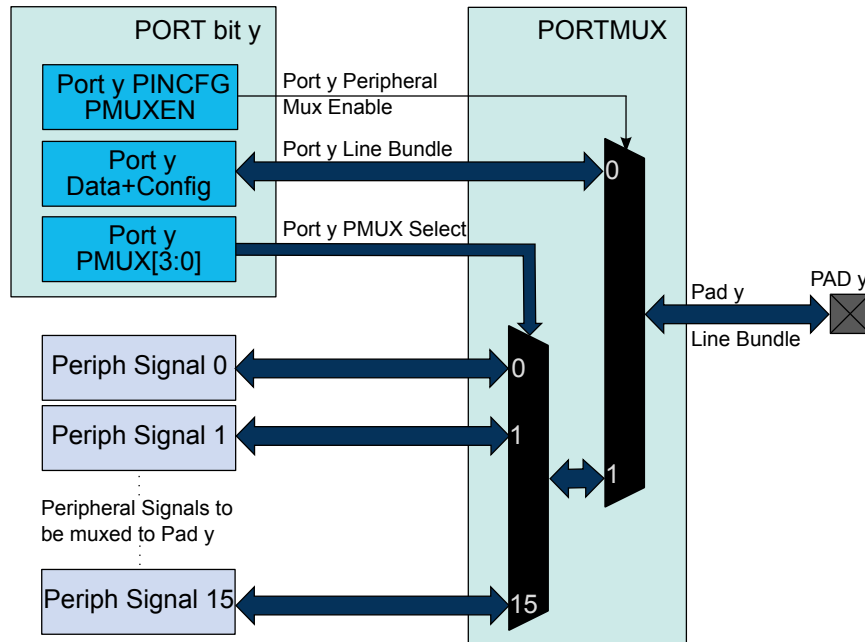 PORT bit y
PORTMUX
Port y PINCFG
PMUXEN
Port y Peripheral
Mux Enable
Port y
Data+Config
Port y Line Bundle
0
Port y
PMUX[3:0]
Port y PMUX Select
Pad y
Line Bundle
PAD y
Periph Signal 0
0
Periph Signal 1
1
1
Peripheral Signals to
be muxed to Pad y
Periph Signal 15
15